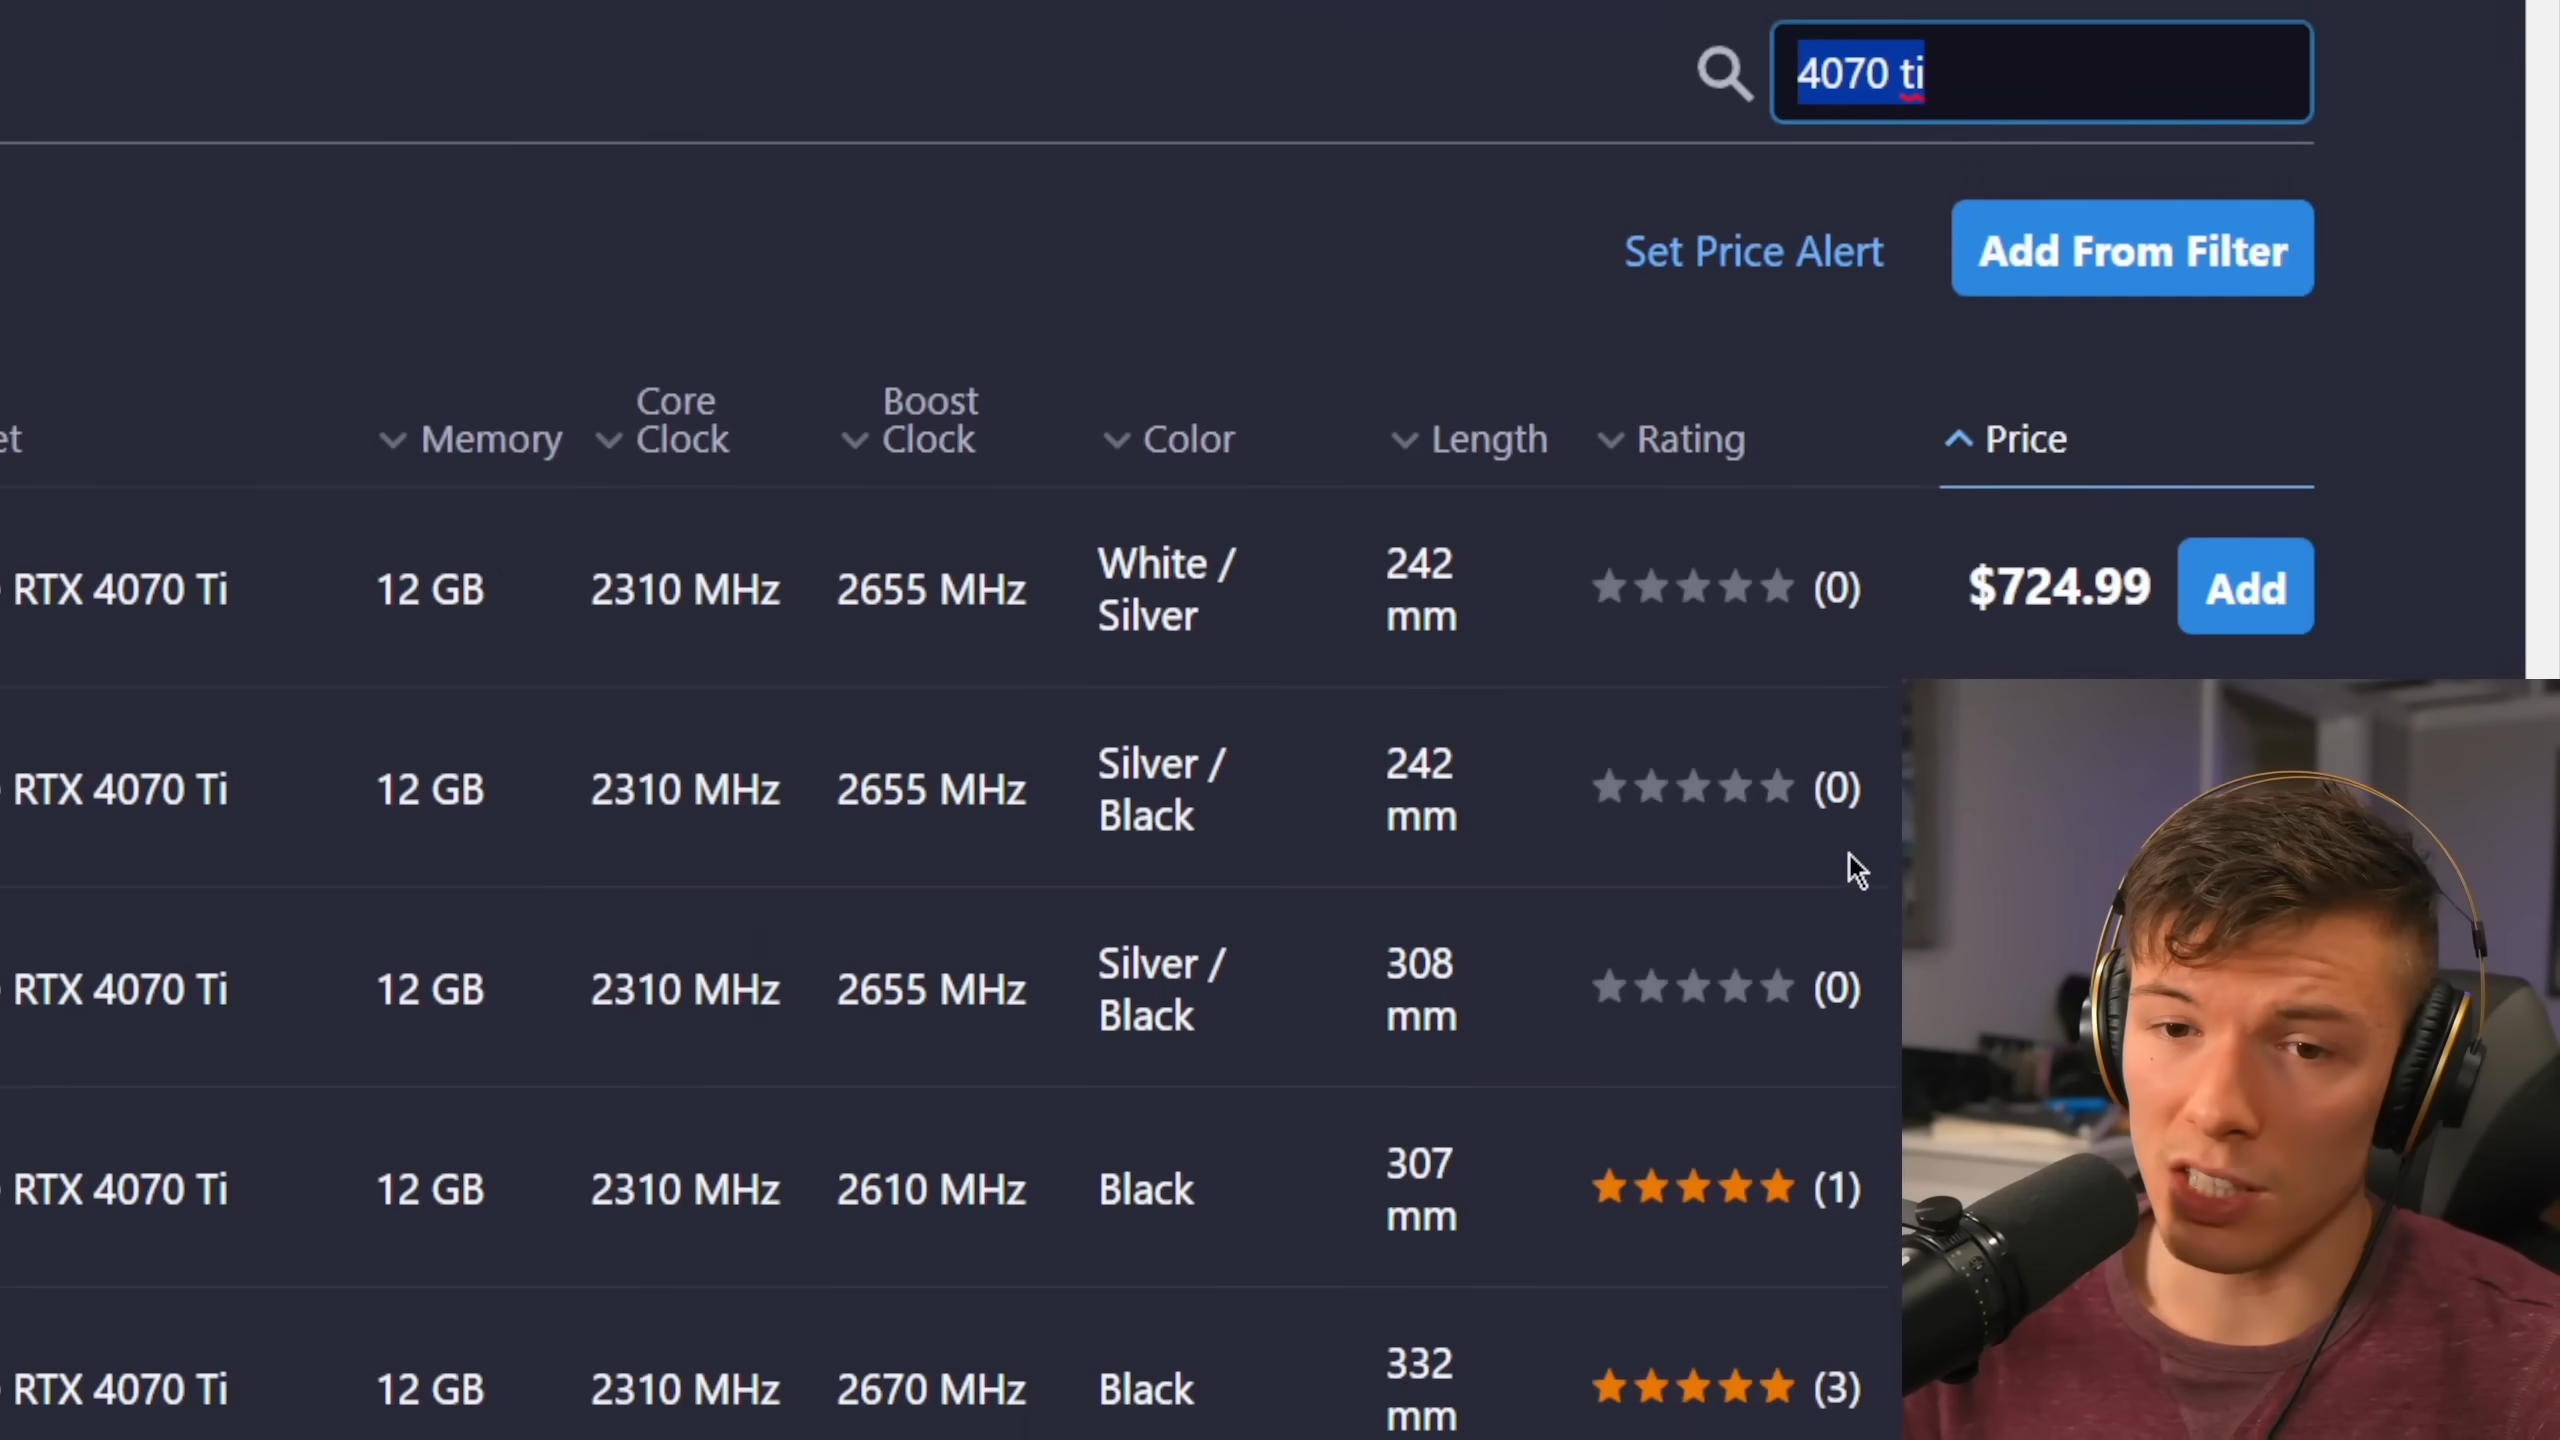 4070 ti
Set Price Alert Add From Filter
Core Boost
et Memory Clock Clock Color Length Rating Price
White / 242
RTX 4070 Ti 12 GB 2310 MHz 2655 MHz (0) $724.99 Add
Silver mm
Silver / 242
RTX 4070 Ti 12 GB 2310 MHz 2655 MHz (0)
Black mm
Silver / 308
RTX 4070 Ti 12 GB 2310 MHz 2655 MHz (0)
Black mm
307
RTX 4070 Ti 12 GB 2310 MHz 2610 MHz Black (1)
mm
332
RTX 4070 Ti 12 GB 2310 MHz 2670 MHz Black (3)
mm